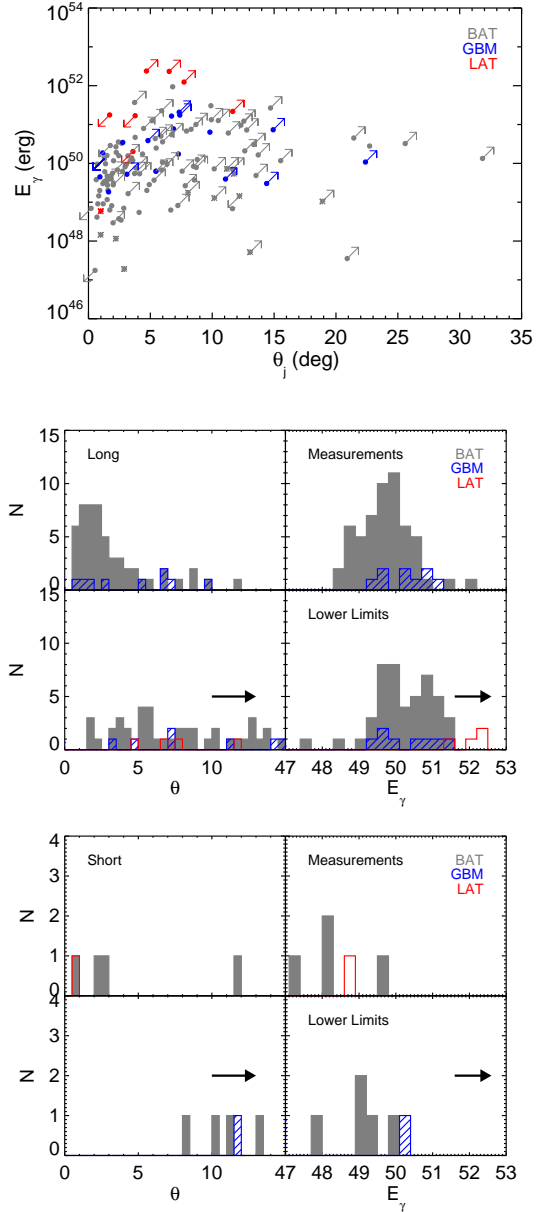 10^54
10^52
10^50
10^48
10^46
E_γ (erg)
BAT
GBM
LAT
0 5 10 15 20 25 30 35
θ_j (deg)
15
10
5
0
N
Long
Measurements
BAT
GBM
LAT
15
10
5
0
N
Lower Limits
0 5 10
θ
47 48 49 50 51 52 53
E_γ
4
3
2
1
0
N
Short
Measurements
BAT
GBM
LAT
4
3
2
1
0
N
Lower Limits
0 5 10
θ
47 48 49 50 51 52 53
E_γ